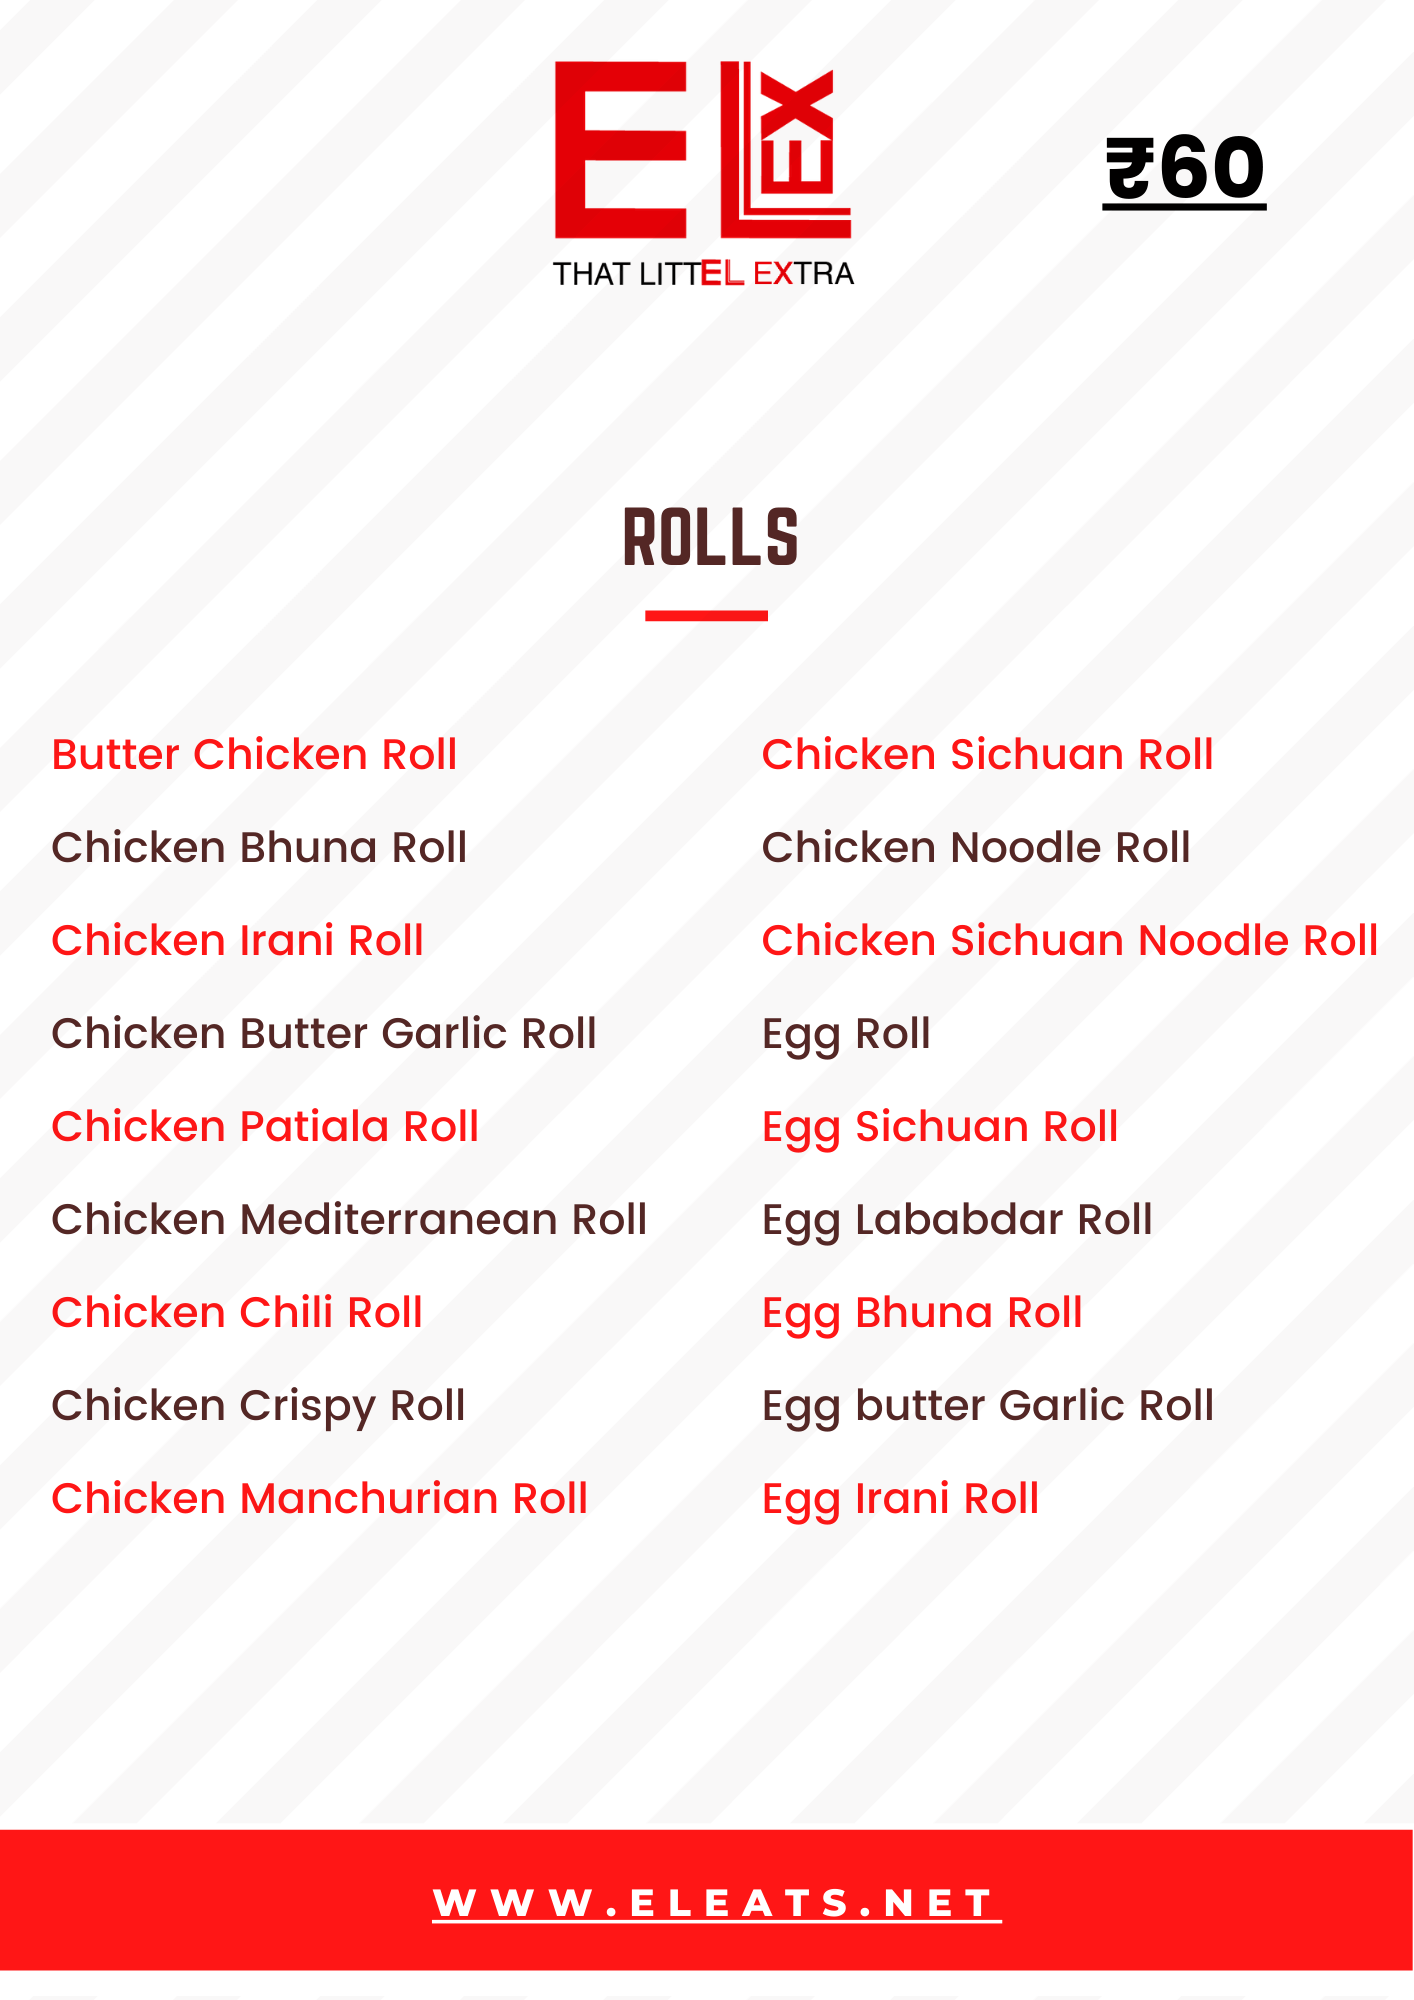 EL EX
THAT LITTEL EXTRA
₹60
ROLLS
Butter Chicken Roll
Chicken Bhuna Roll
Chicken Irani Roll
Chicken Butter Garlic Roll
Chicken Patiala Roll
Chicken Mediterranean Roll
Chicken Chili Roll
Chicken Crispy Roll
Chicken Manchurian Roll
Chicken Sichuan Roll
Chicken Noodle Roll
Chicken Sichuan Noodle Roll
Egg Roll
Egg Sichuan Roll
Egg Lababdar Roll
Egg Bhuna Roll
Egg butter Garlic Roll
Egg Irani Roll
WWW.ELEATS.NET